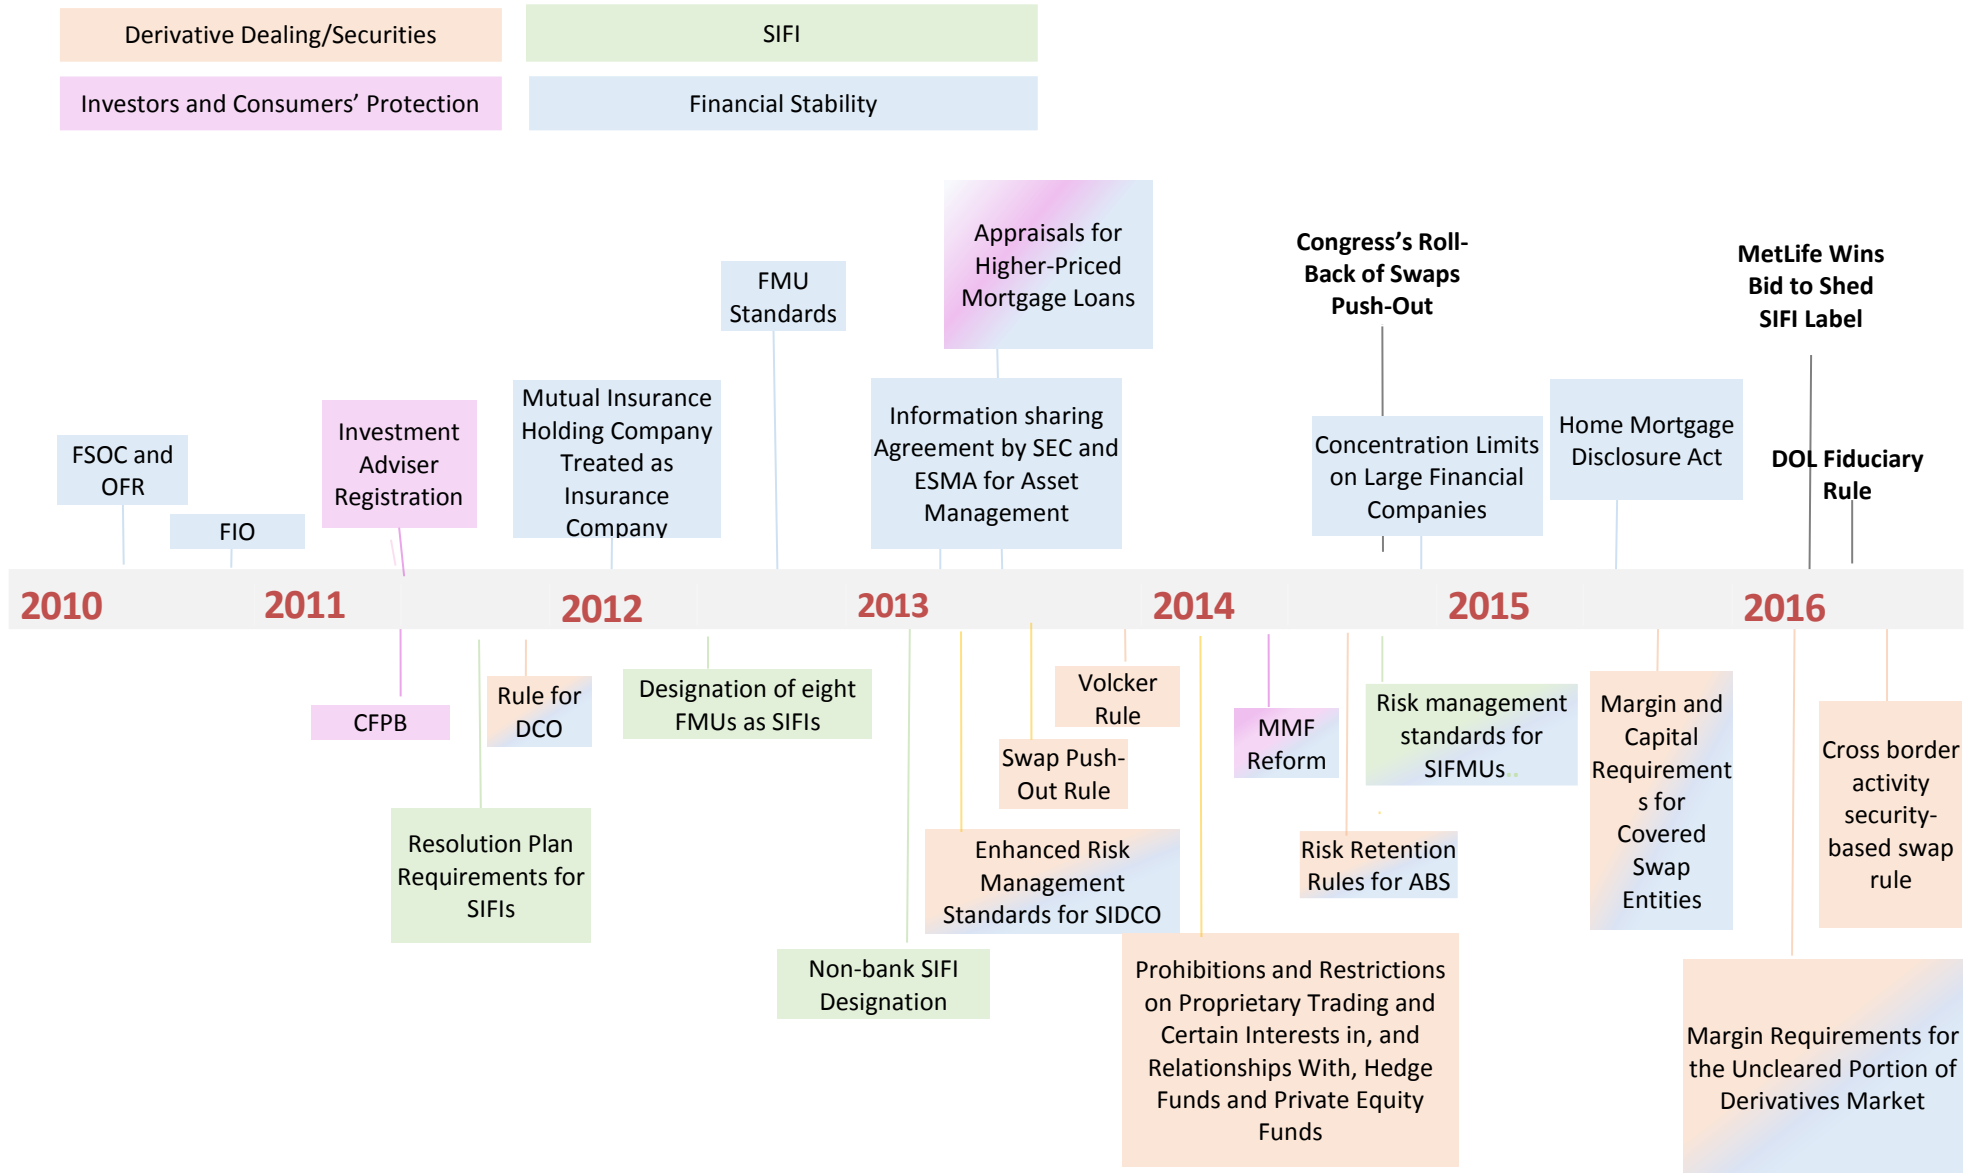 Derivative Dealing/Securities
SIFI
Investors and Consumers’ Protection
Financial Stability
FSOC and
OFR
FIO
Investment
Adviser
Registration
Mutual Insurance
Holding Company
Treated as
Insurance
Company
FMU
Standards
Appraisals for
Higher-Priced
Mortgage Loans
Information sharing
Agreement by SEC and
ESMA for Asset
Management
Congress’s Roll-
Back of Swaps
Push-Out
Concentration Limits
on Large Financial
Companies
Home Mortgage
Disclosure Act
MetLife Wins
Bid to Shed
SIFI Label
DOL Fiduciary
Rule
2010
2011
2012
2013
2014
2015
2016
CFPB
Resolution Plan
Requirements for
SIFIs
Rule for
DCO
Designation of eight
FMUs as SIFIs
Non-bank SIFI
Designation
Enhanced Risk
Management
Standards for SIDCO
Swap Push-
Out Rule
Volcker
Rule
Prohibitions and Restrictions
on Proprietary Trading and
Certain Interests in, and
Relationships With, Hedge
Funds and Private Equity
Funds
MMF
Reform
Risk Retention
Rules for ABS
Risk management
standards for
SIFMUs..
Margin and
Capital
Requirement
s for
Covered
Swap
Entities
Margin Requirements for
the Uncleared Portion of
Derivatives Market
Cross border
activity
security-
based swap
rule